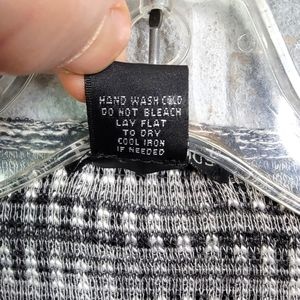 HAND WASH COLD
DO NOT BLEACH
LAY FLAT
TO DRY
COOL IRON
IF NEEDED